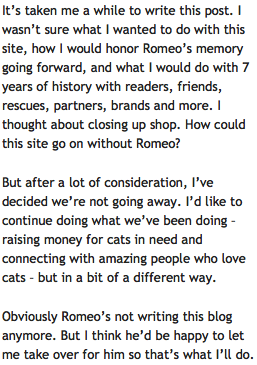 It's taken me a while to write this post. I
wasn't sure what I wanted to do with this
site, how I would honor Romeo's memory
going forward, and what I would do with 7
years of history with readers, friends,
rescues, partners, brands and more. I
thought about closing up shop. How could
this site go on without Romeo?

But after a lot of consideration, I've
decided we're not going away. I'd like to
continue doing what we've been doing –
raising money for cats in need and
connecting with amazing people who love
cats – but in a bit of a different way.

Obviously Romeo's not writing this blog
anymore. But I think he'd be happy to let
me take over for him so that's what I'll do.